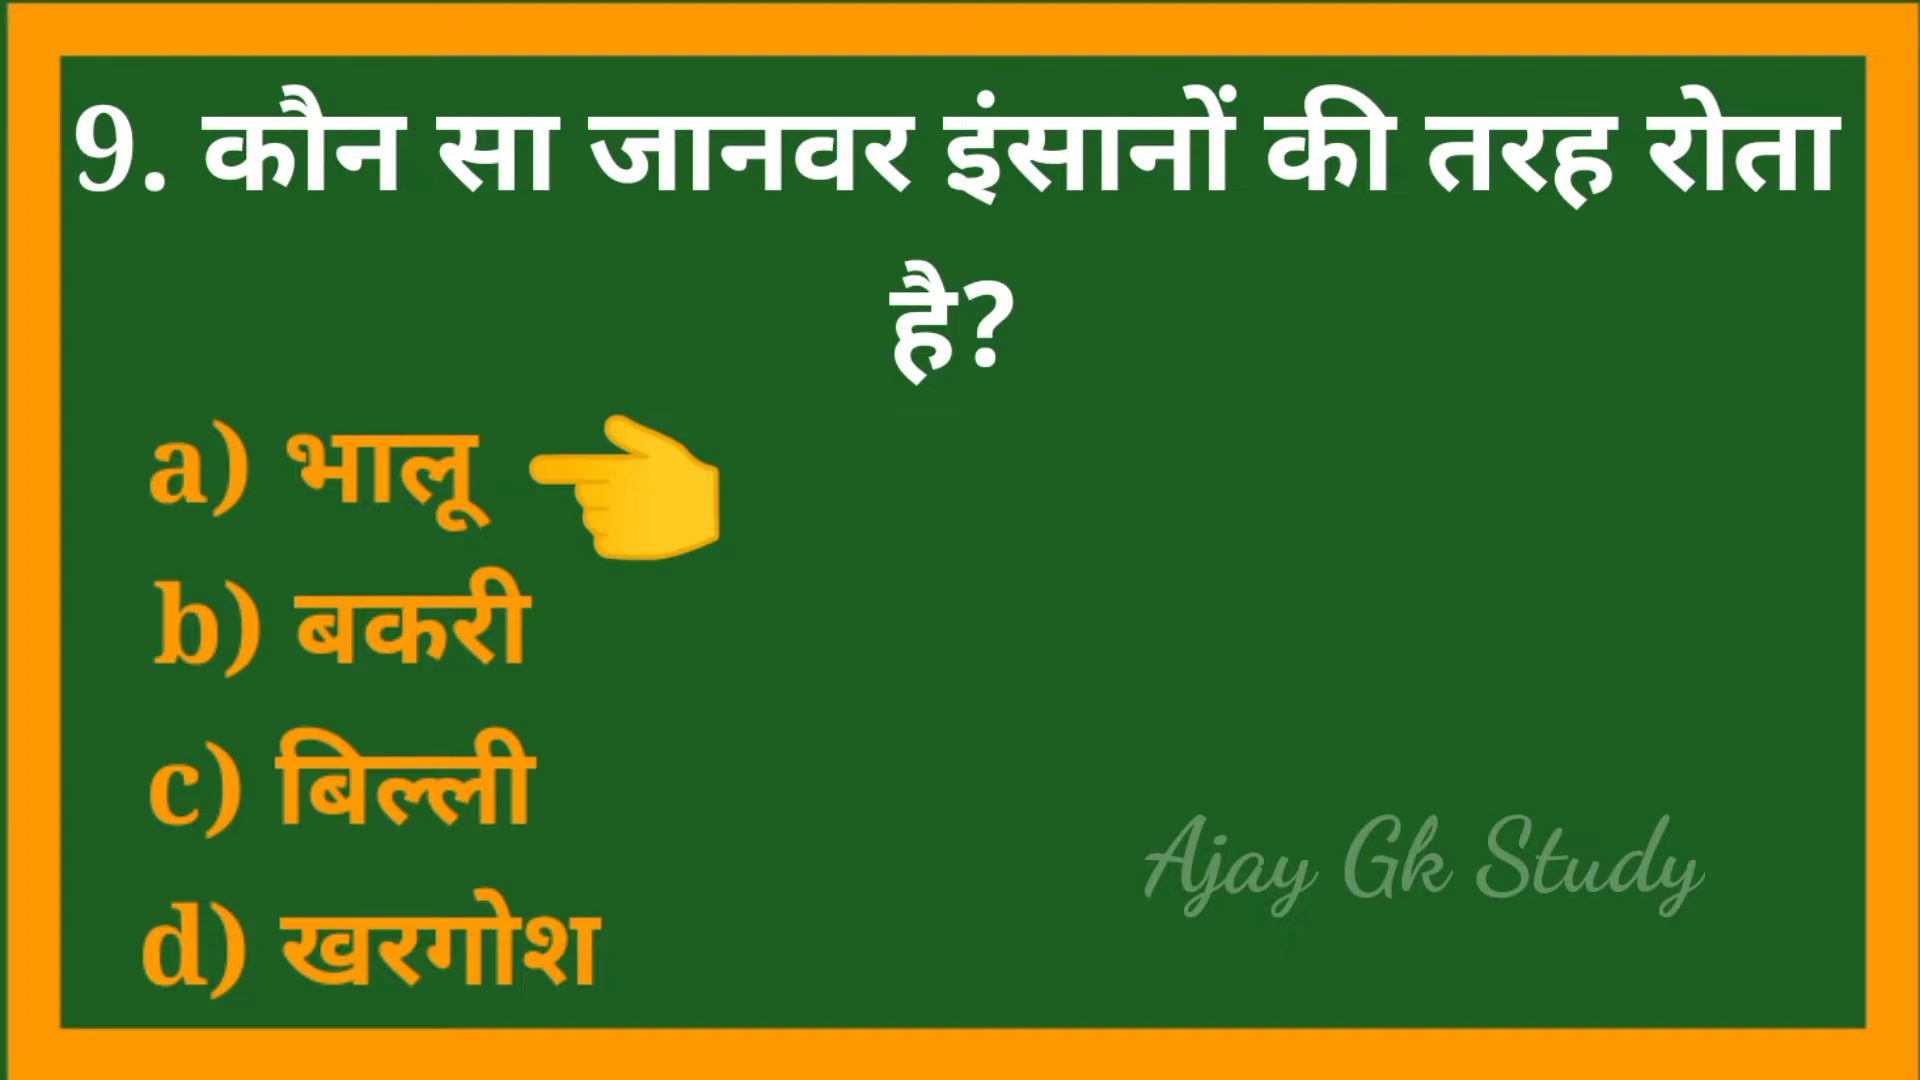 9. कौन सा जानवर इंसानों की तरह रोता
है?
a) भालू
b) बकरी
c) बिल्ली
d) खरगोश
Ajay Gk Study